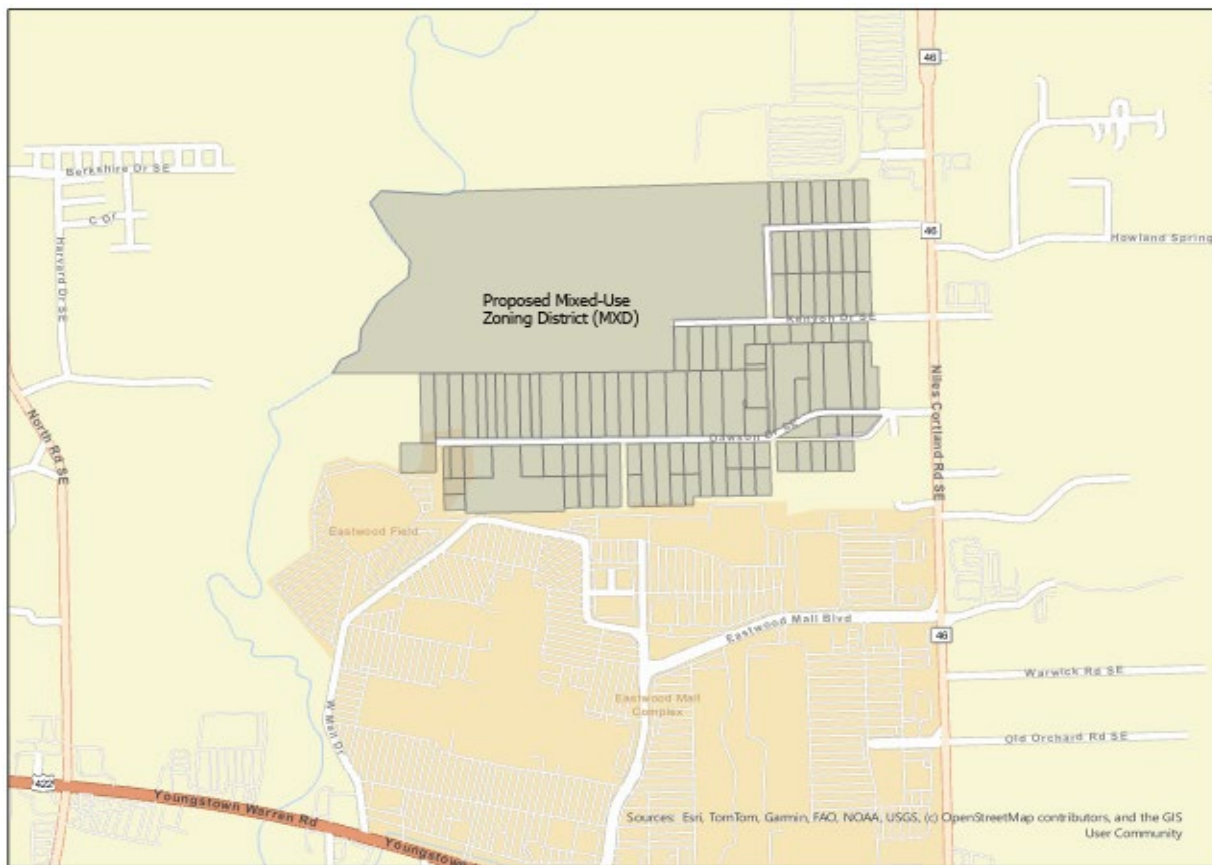 46
Berkshire Dr SE
C Dr
Harvard Dr SE
46
Howland Spring
Proposed Mixed-Use
Zoning District (MXD)
Kenyon Dr SE
Niles Cortland Rd SE
North Rd SE
Dawson Dr SE
Eastwood Field
Eastwood Mall Blvd
46
Warwick Rd SE
Eastwood Mall
Complex
W Mall Dr
Old Orchard Rd SE
422
Youngstown Warren Rd
Youngstown
Sources: Esri, TomTom, Garmin, FAO, NOAA, USGS, (c) OpenStreetMap contributors, and the GIS
User Community